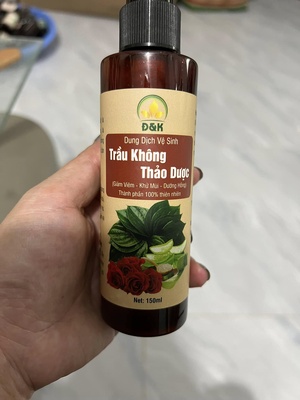 Đ&K
Dung Dịch Vệ Sinh
Trầu Không
Thảo Dược
(Giảm Viêm - Khử Mùi - Dưỡng Hồng)
Thành phần 100% thiên nhiên
Net: 150ml